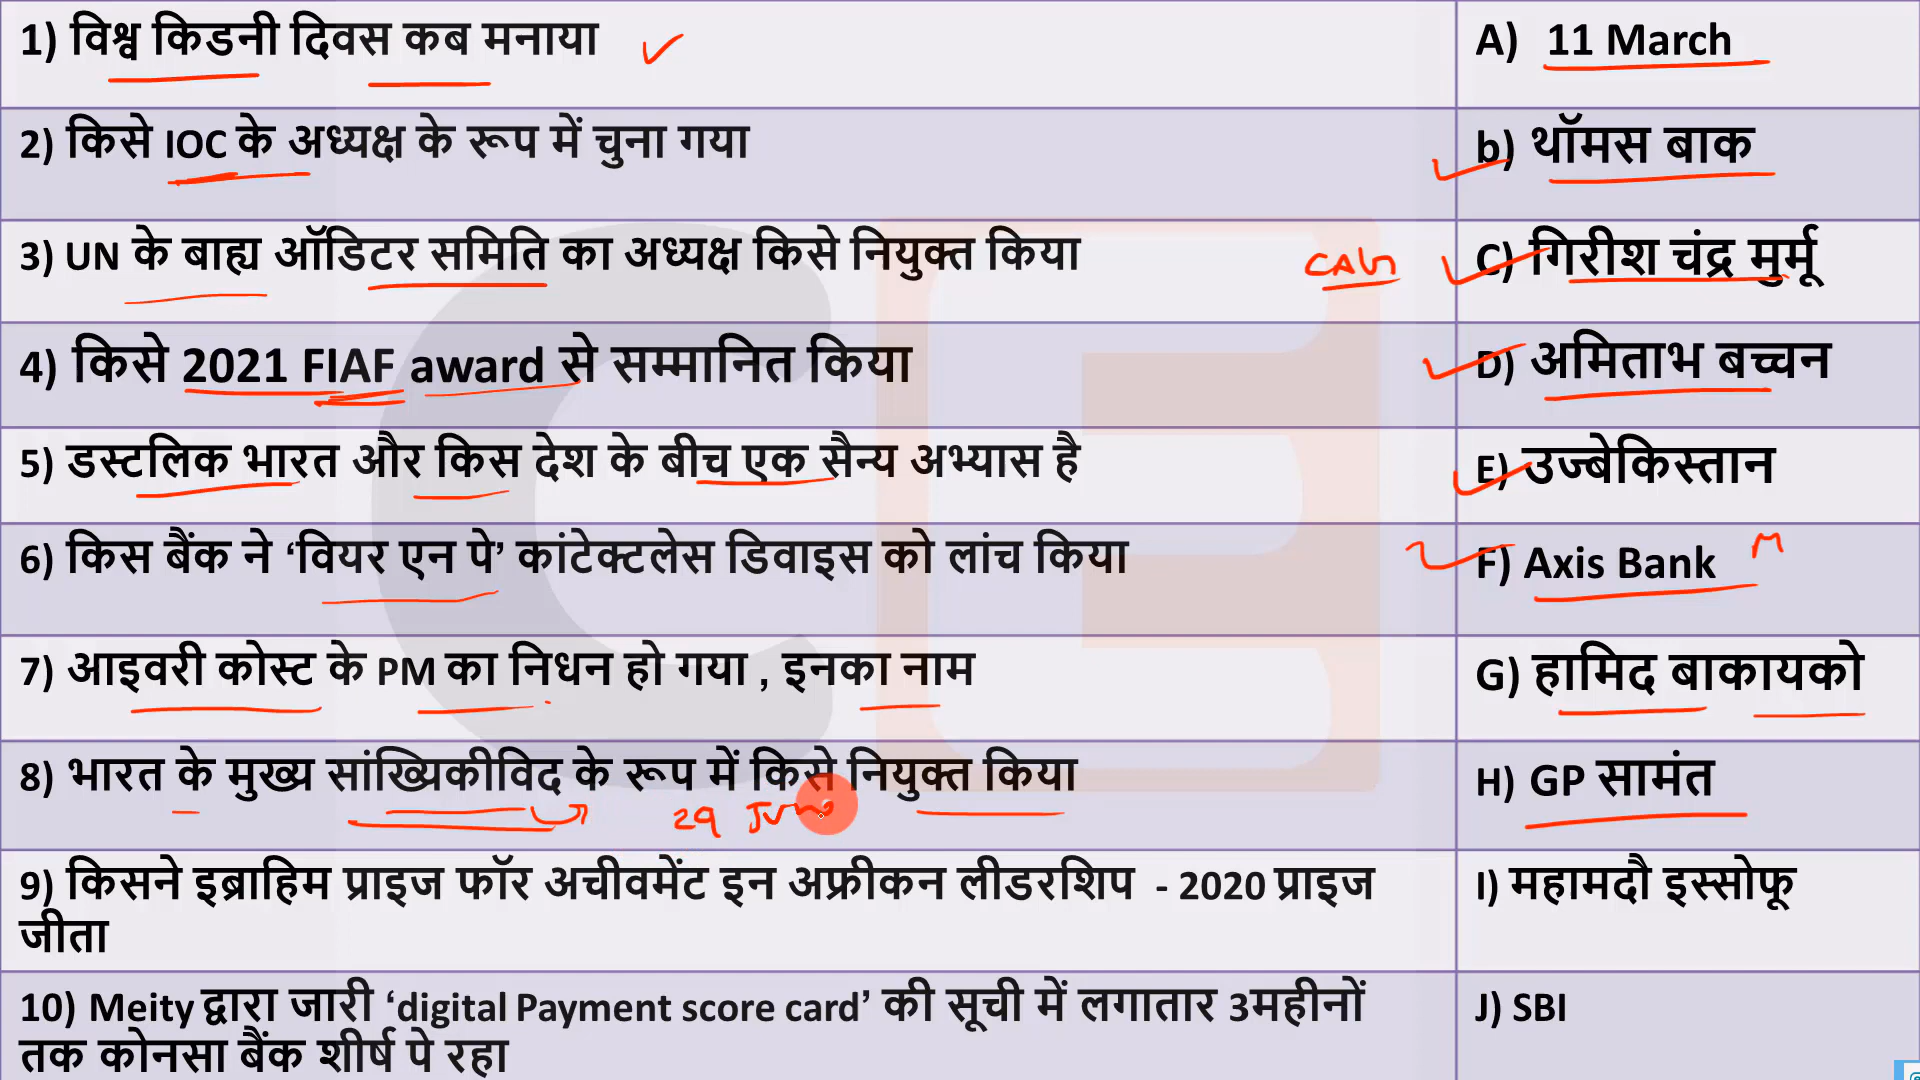 1) विश्व किडनी दिवस कब मनाया
A) 11 March
2) किसे IOC के अध्यक्ष के रूप में चुना गया
b) थॉमस बाक
3) UN के बाह्य ऑडिटर समिति का अध्यक्ष किसे नियुक्त किया
CAG
C) गिरीश चंद्र मुर्मू
4) किसे 2021 FIAF award से सम्मानित किया
D) अमिताभ बच्चन
5) डस्टलिक भारत और किस देश के बीच एक सैन्य अभ्यास है
E) उज्बेकिस्तान
6) किस बैंक ने ‘वियर एन पे’ कांटेक्टलेस डिवाइस को लांच किया
F) Axis Bank
7) आइवरी कोस्ट के PM का निधन हो गया , इनका नाम
G) हामिद बाकायको
8) भारत के मुख्य सांख्यिकीविद के रूप में किसे नियुक्त किया
29 June
H) GP सामंत
9) किसने इब्राहिम प्राइज फॉर अचीवमेंट इन अफ्रीकन लीडरशिप - 2020 प्राइज
जीता
I) महामदौ इस्सोफू
10) Meity द्वारा जारी ‘digital Payment score card’ की सूची में लगातार 3महीनों
तक कोनसा बैंक शीर्ष पे रहा
J) SBI